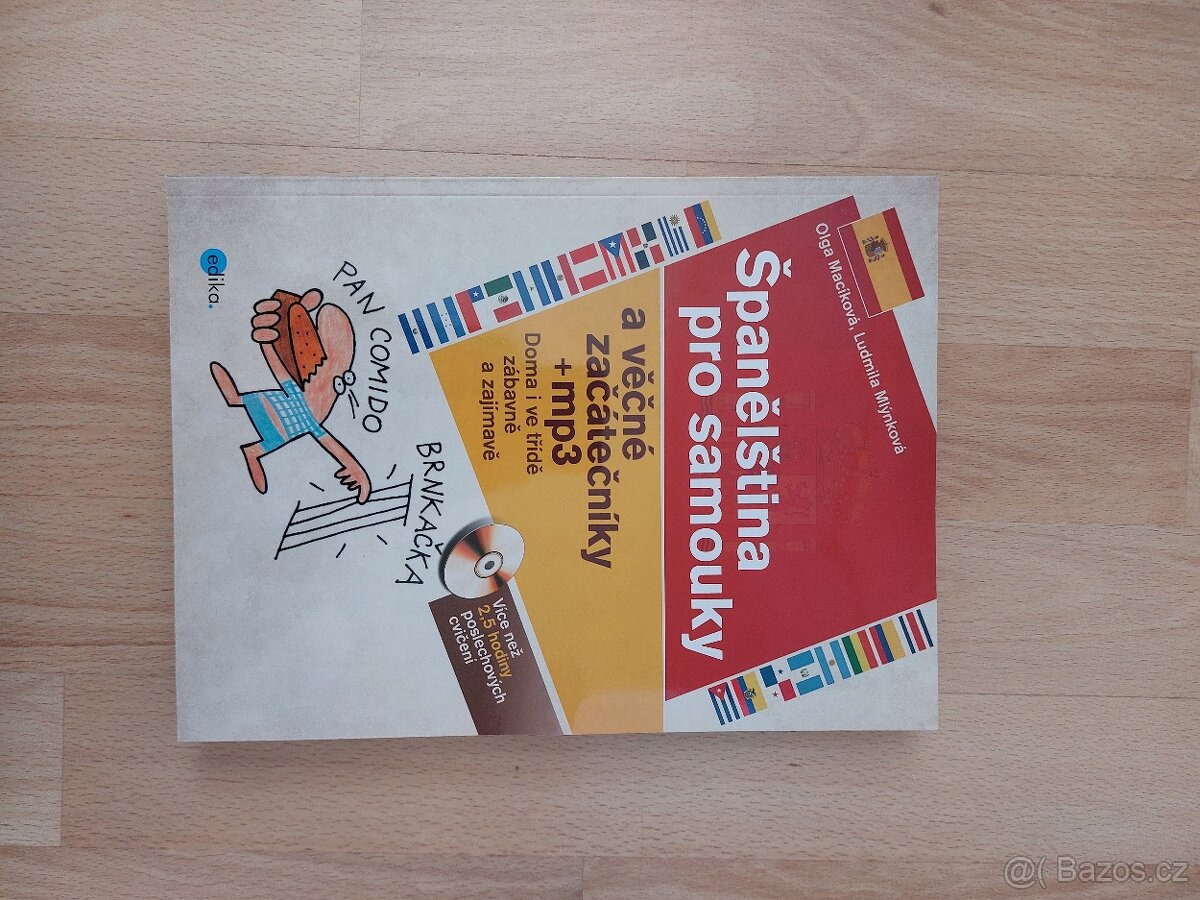 Olga Macíková, Ludmila Mlýnková
Španělština
pro samouky
a věčné
začátečníky
+mp3
Doma i ve třídě
zábavně
a zajímavě
Více než
2,5 hodiny
poslechových
cvičení
BRNKAČKA
PAN COMIDO
edika.
@( Bazos.cz